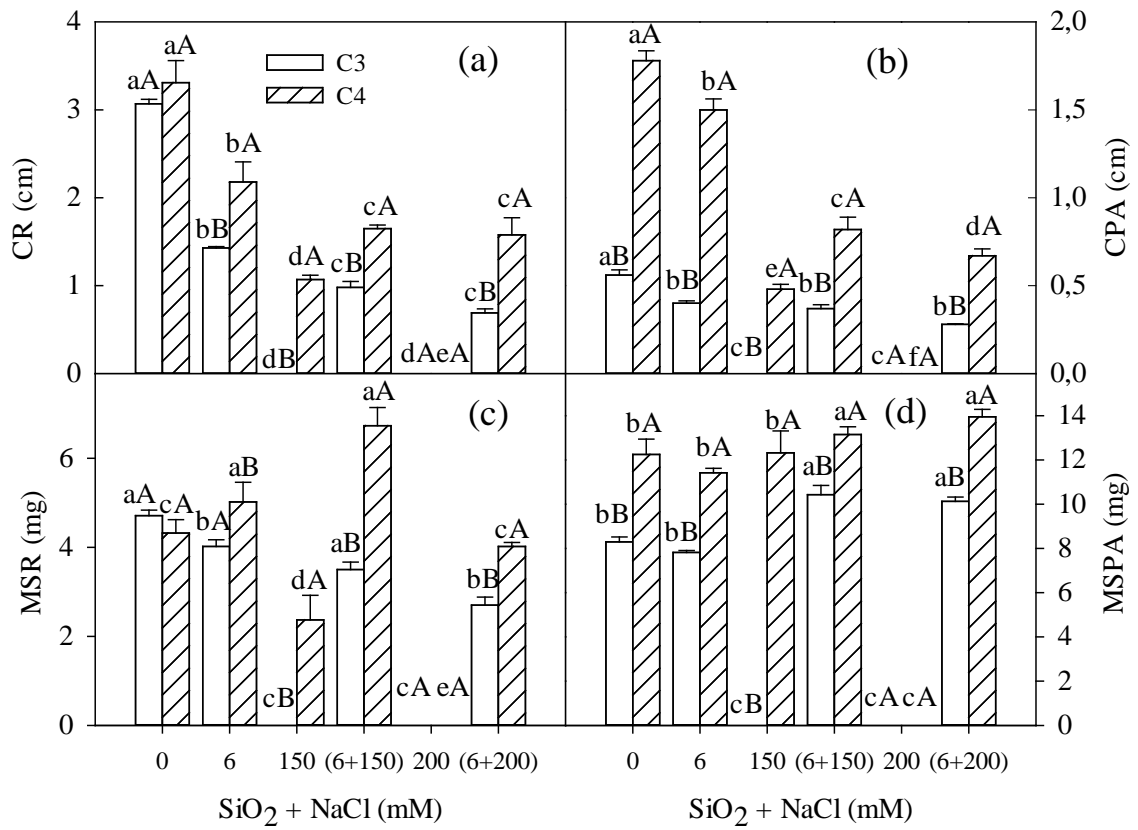 4
3
2
1
0
CR (cm)
aA
aA
bB
bA
dB
dA
cB
cA
dAeA
cB
cA
C3
C4
(a)
aB
aA
bB
bA
cB
eA
bB
cA
cA fA
bB
dA
(b)
2,0
1,5
1,0
0,5
0,0
CPA (cm)
6
4
2
0
MSR (mg)
aA
cA
bA
aB
cB
dA
aB
aA
cA eA
bB
cA
(c)
bB
bA
bB
bA
cB
bA
aB
aA
cA cA
aB
aA
(d)
14
12
10
8
6
4
2
0
MSPA (mg)
0 6 150 (6+150) 200 (6+200)
0 6 150 (6+150) 200 (6+200)
SiO2 + NaCl (mM)
SiO2 + NaCl (mM)